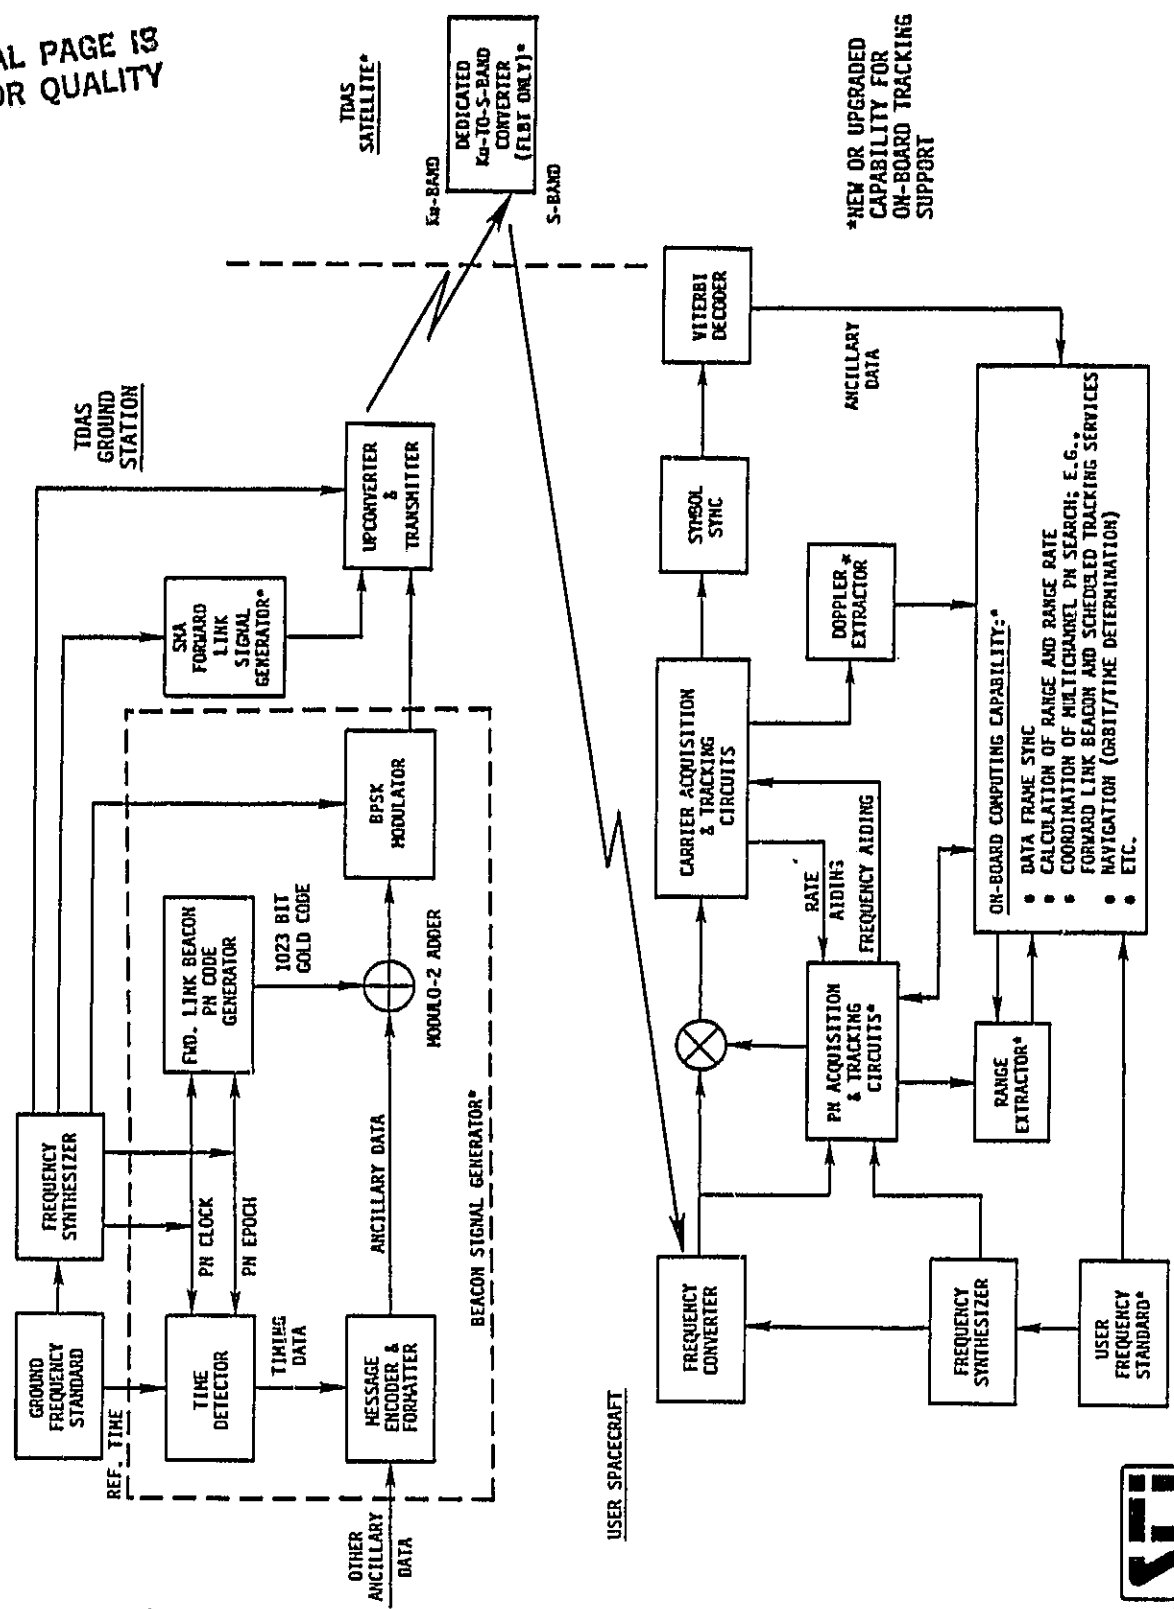 AL PAGE IS
OR QUALITY
TDAS
GROUND
STATION
TDAS
SATELLITE*
GROUND
FREQUENCY
STANDARD
FREQUENCY
SYNTHESIZER
REF. TIME
TIME
DETECTOR
PN CLOCK
PN EPOCH
FWD. LINK BEACON
PN CODE
GENERATOR
SMA
FORWARD
LINK
SIGNAL
GENERATOR*
TIMING
DATA
1023 BIT
GOLD CODE
OTHER
ANCILLARY
DATA
MESSAGE
ENCODER &
FORMATTER
ANCILLARY DATA
MODULO-2 ADDER
BPSK
MODULATOR
UPCONVERTER
&
TRANSMITTER
BEACON SIGNAL GENERATOR*
Ku-BAND
DEDICATED
Ku-TO-S-BAND
CONVERTER
(FLBT ONLY)*
S-BAND
USER SPACECRAFT
FREQUENCY
CONVERTER
CARRIER ACQUISITION
& TRACKING
CIRCUITS
SYMBOL
SYNC
VITERBI
DECODER
RATE
AIDING
FREQUENCY AIDING
PN ACQUISITION
& TRACKING
CIRCUITS*
DOPPLER*
EXTRACTOR
ANCILLARY
DATA
FREQUENCY
SYNTHESIZER
RANGE
EXTRACTOR*
USER
FREQUENCY
STANDARD*
ON-BOARD COMPUTING CAPABILITY:*
• DATA FRAME SYNC
• CALCULATION OF RANGE AND RANGE RATE
• COORDINATION OF MULTICHANNEL PN SEARCH; E.G.,
FORWARD LINK BEACON AND SCHEDULED TRACKING SERVICES
• NAVIGATION (ORBIT/TIME DETERMINATION)
• ETC.
*NEW OR UPGRADED
CAPABILITY FOR
ON-BOARD TRACKING
SUPPORT